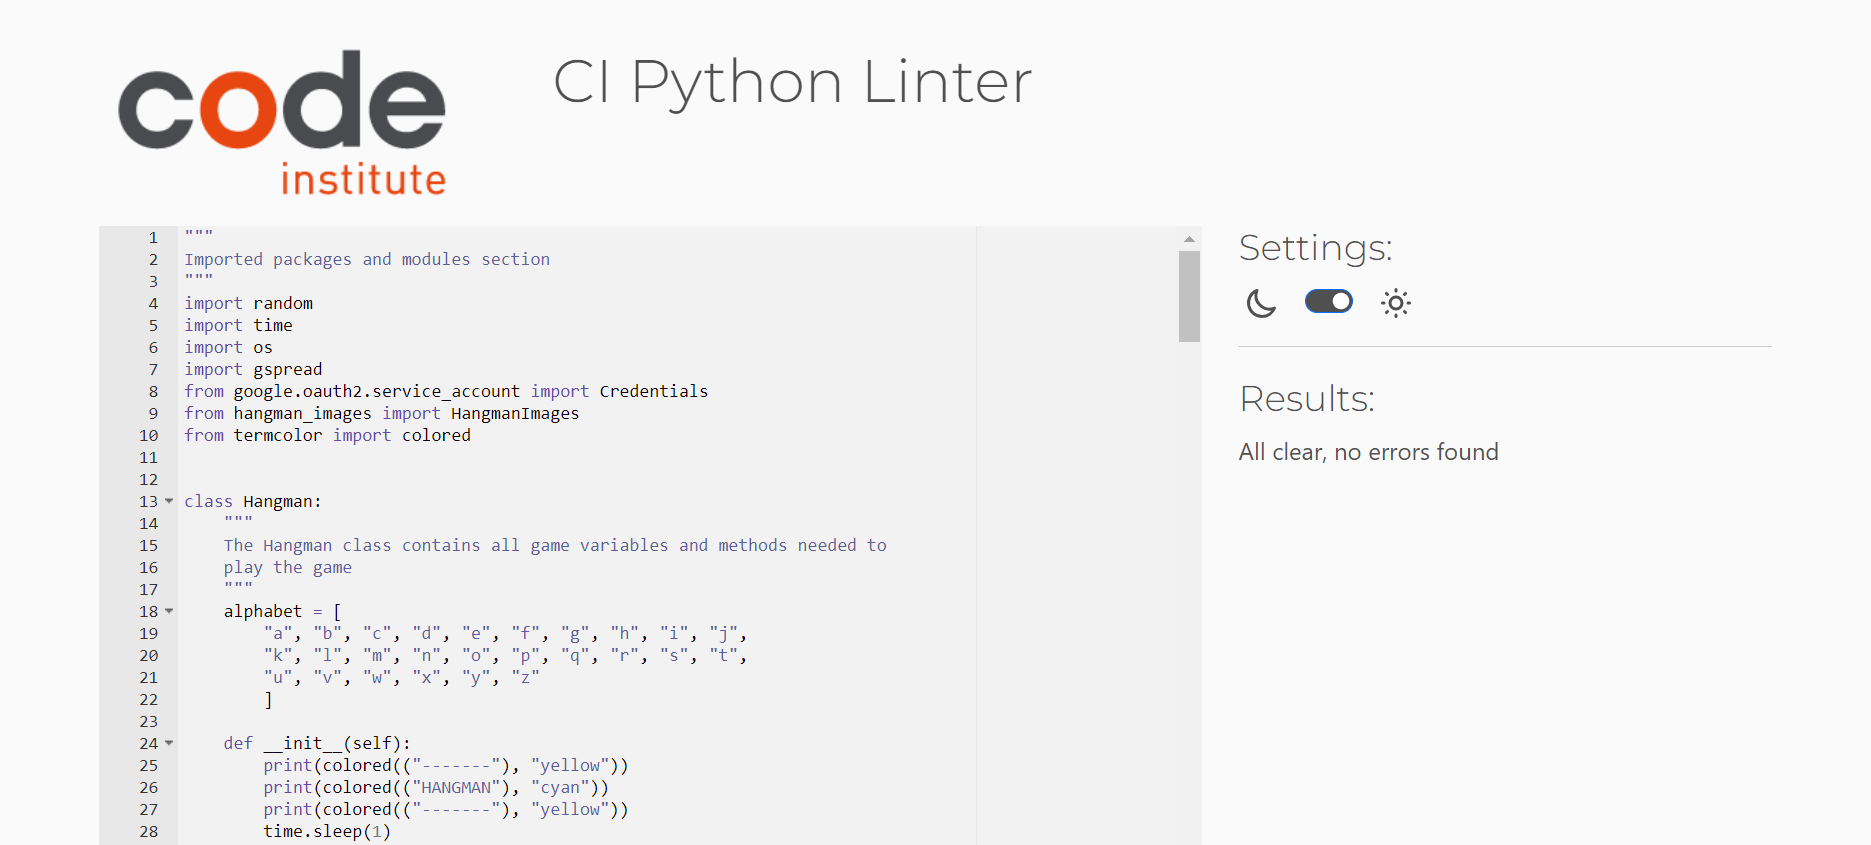 code
institute
CI Python Linter
1 """
2 Imported packages and modules section
3 """
4 import random
5 import time
6 import os
7 import gspread
8 from google.oauth2.service_account import Credentials
9 from hangman_images import HangmanImages
10 from termcolor import colored
11
12
13 class Hangman:
14     """
15     The Hangman class contains all game variables and methods needed to
16     play the game
17     """
18     alphabet = [
19         "a", "b", "c", "d", "e", "f", "g", "h", "i", "j",
20         "k", "l", "m", "n", "o", "p", "q", "r", "s", "t",
21         "u", "v", "w", "x", "y", "z"
22         ]
23
24     def __init__(self):
25         print(colored(("-------"), "yellow"))
26         print(colored(("HANGMAN"), "cyan"))
27         print(colored(("-------"), "yellow"))
28         time.sleep(1)
Settings:
Results:
All clear, no errors found